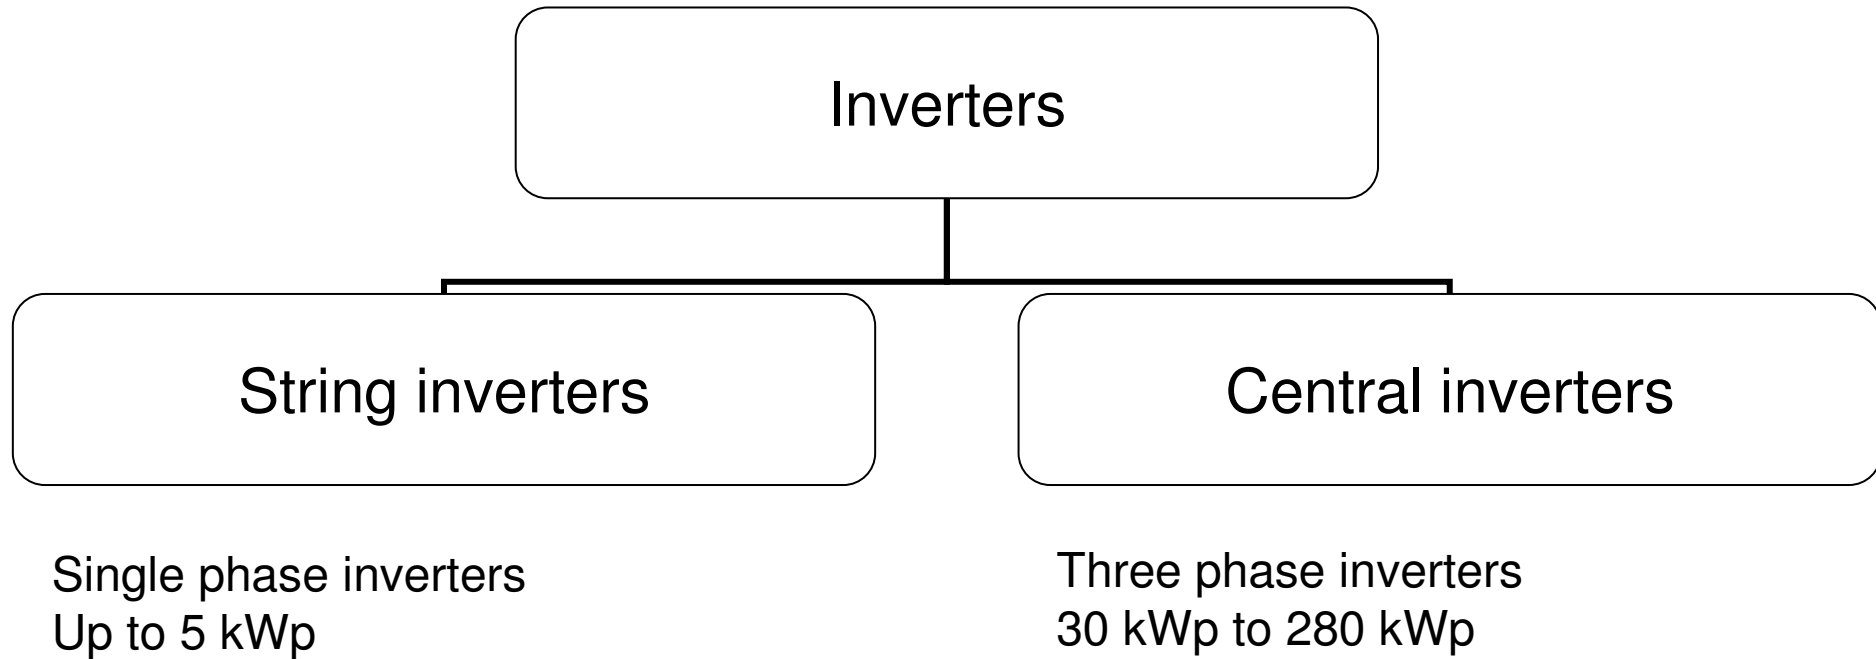 Inverters
String inverters
Central inverters
Single phase inverters
Up to 5 kWp
Three phase inverters
30 kWp to 280 kWp